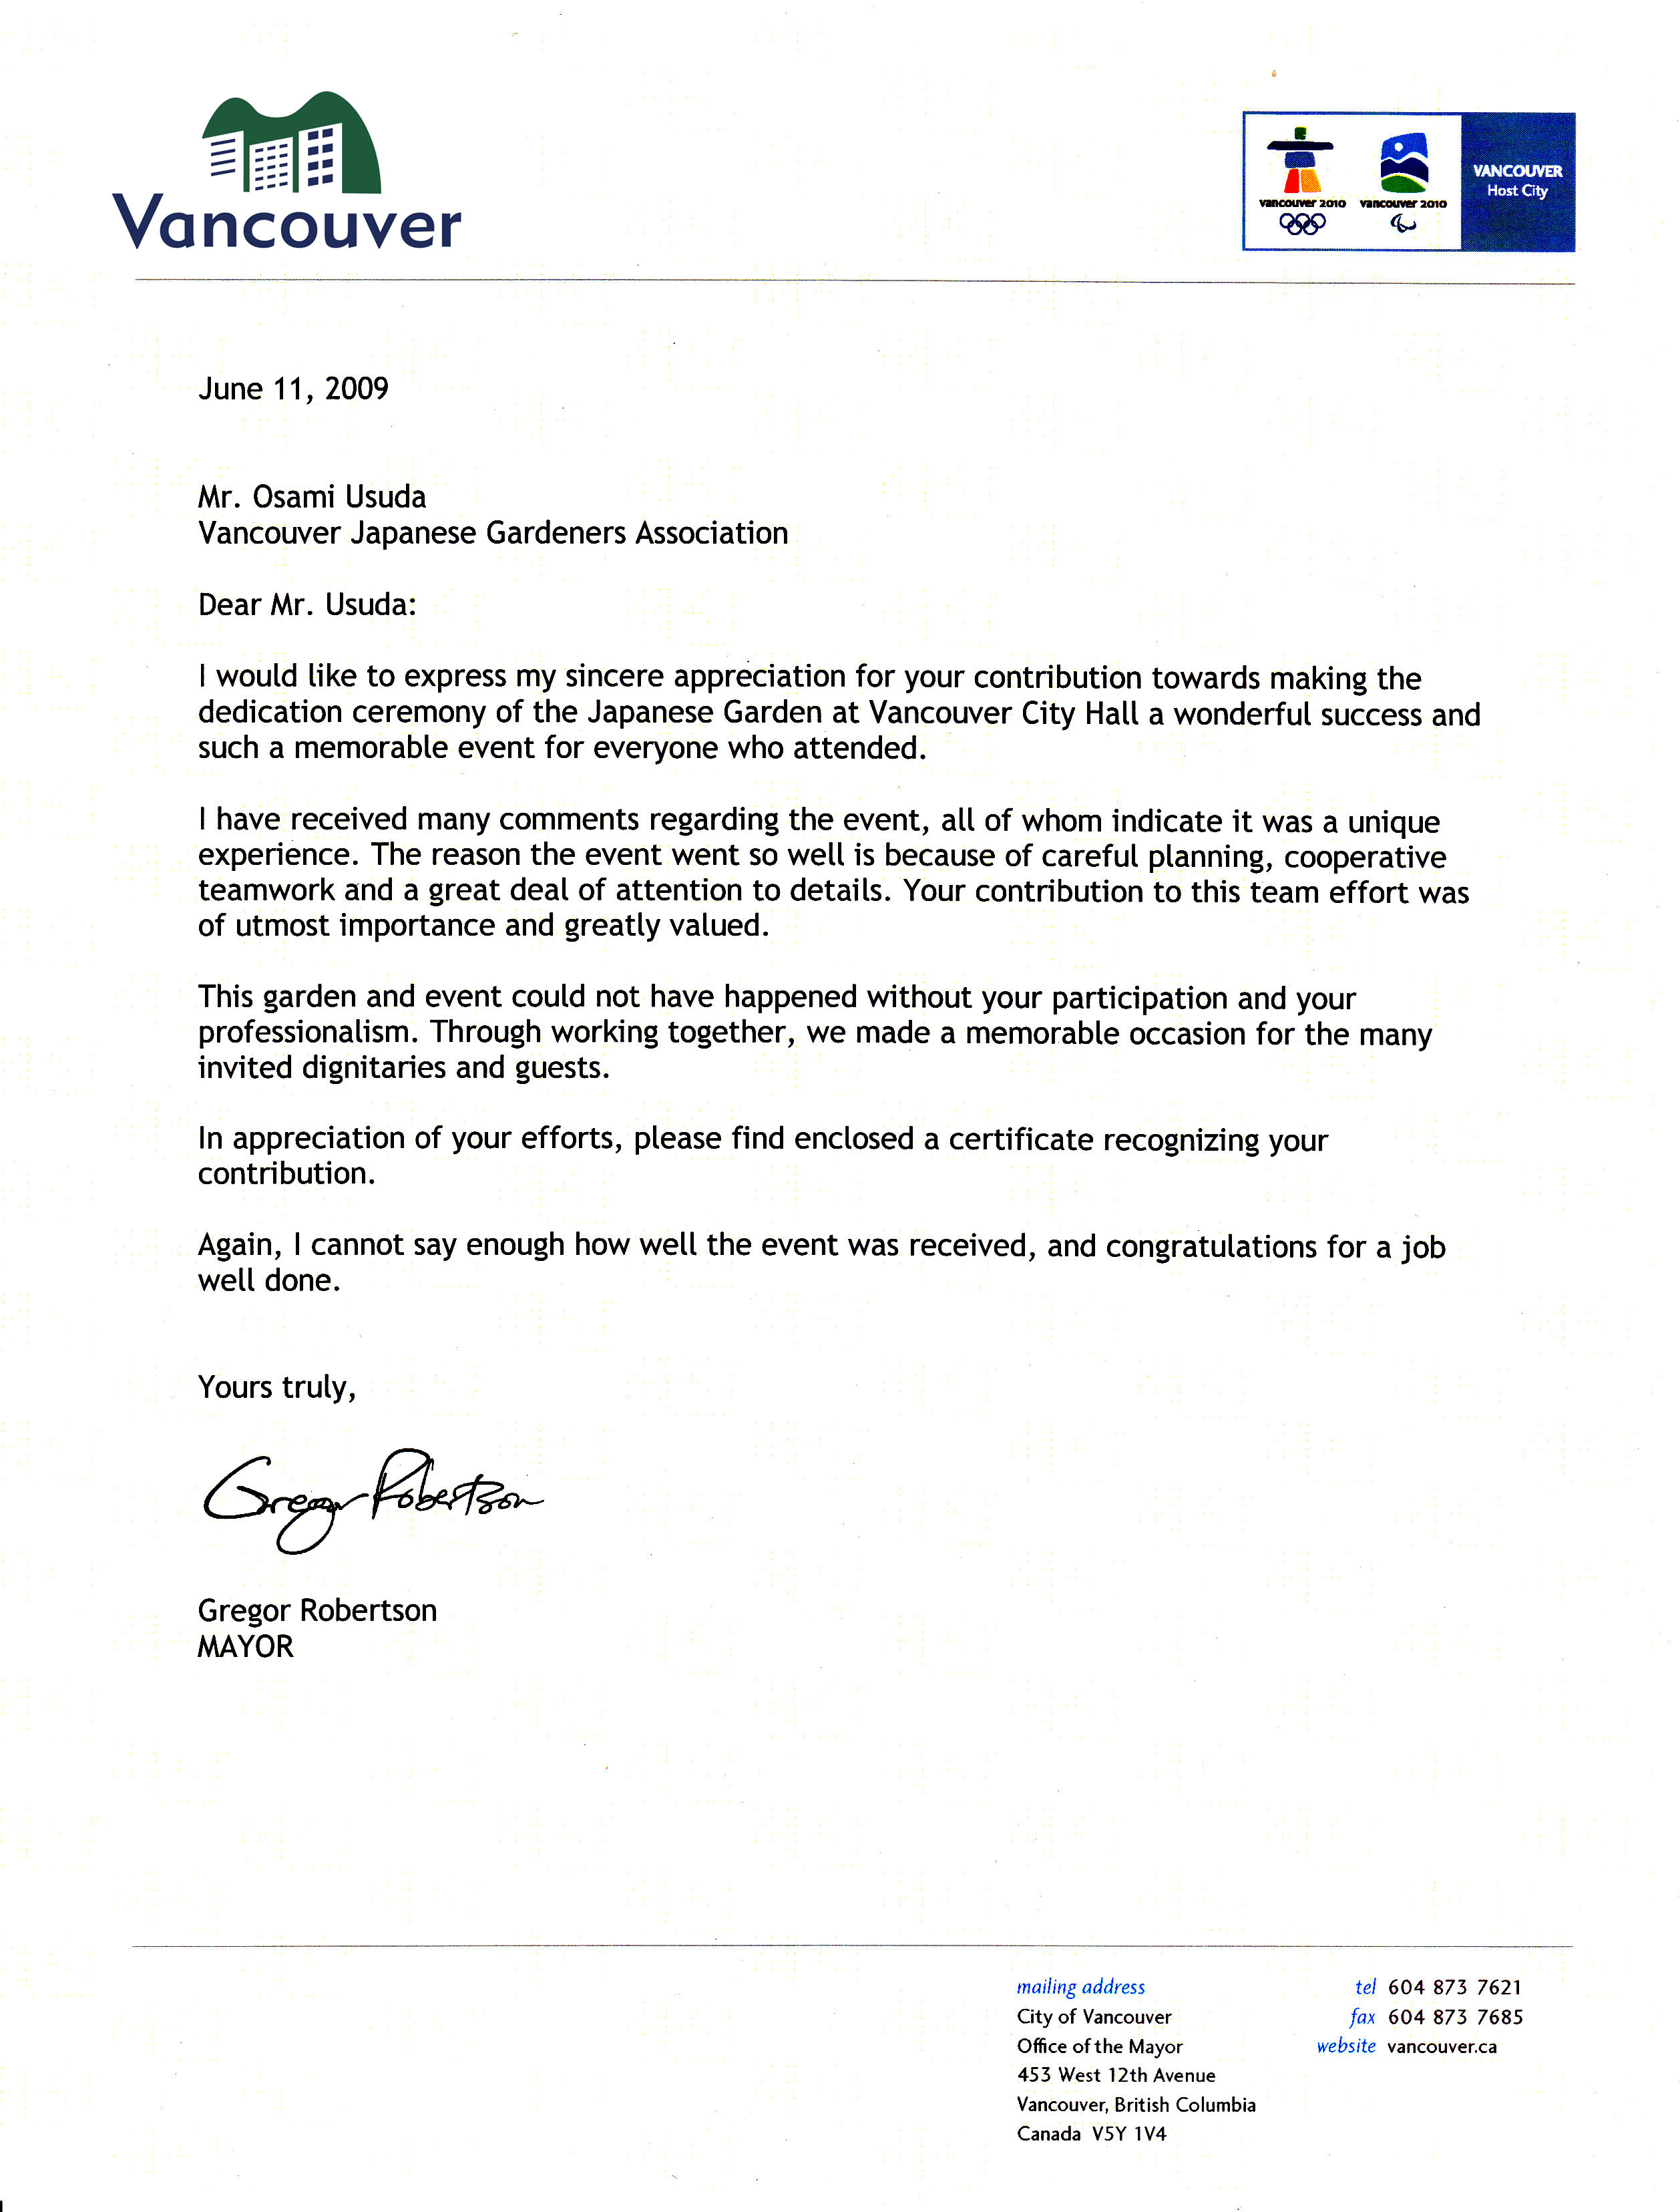 Vancouver
vancouver 2010 vancouver 2010
VANCOUVER
Host City
June 11, 2009
Mr. Osami Usuda
Vancouver Japanese Gardeners Association
Dear Mr. Usuda:
I would like to express my sincere appreciation for your contribution towards making the
dedication ceremony of the Japanese Garden at Vancouver City Hall a wonderful success and
such a memorable event for everyone who attended.
I have received many comments regarding the event, all of whom indicate it was a unique
experience. The reason the event went so well is because of careful planning, cooperative
teamwork and a great deal of attention to details. Your contribution to this team effort was
of utmost importance and greatly valued.
This garden and event could not have happened without your participation and your
professionalism. Through working together, we made a memorable occasion for the many
invited dignitaries and guests.
In appreciation of your efforts, please find enclosed a certificate recognizing your
contribution.
Again, I cannot say enough how well the event was received, and congratulations for a job
well done.
Yours truly,
Gregor Robertson
Gregor Robertson
MAYOR
mailing address
City of Vancouver
Office of the Mayor
453 West 12th Avenue
Vancouver, British Columbia
Canada V5Y 1V4
tel 604 873 7621
fax 604 873 7685
website vancouver.ca